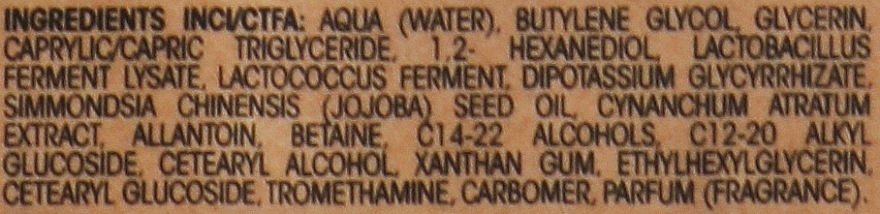 INGREDIENTS INCI/CTFA: AQUA (WATER), BUTYLENE GLYCOL, GLYCERIN,
CAPRYLIC/CAPRIC TRIGLYCERIDE, 1,2- HEXANEDIOL, LACTOBACILLUS
FERMENT LYSATE, LACTOCOCCUS FERMENT, DIPOTASSIUM GLYCYRRHIZATE,
SIMMONDSIA CHINENSIS (JOJOBA) SEED OIL, CYNANCHUM ATRATUM
EXTRACT, ALLANTOIN, BETAINE, C14-22 ALCOHOLS, C12-20 ALKYL
GLUCOSIDE, CETEARYL ALCOHOL, XANTHAN GUM, ETHYLHEXYLGLYCERIN,
CETEARYL GLUCOSIDE, TROMETHAMINE, CARBOMER, PARFUM (FRAGRANCE).